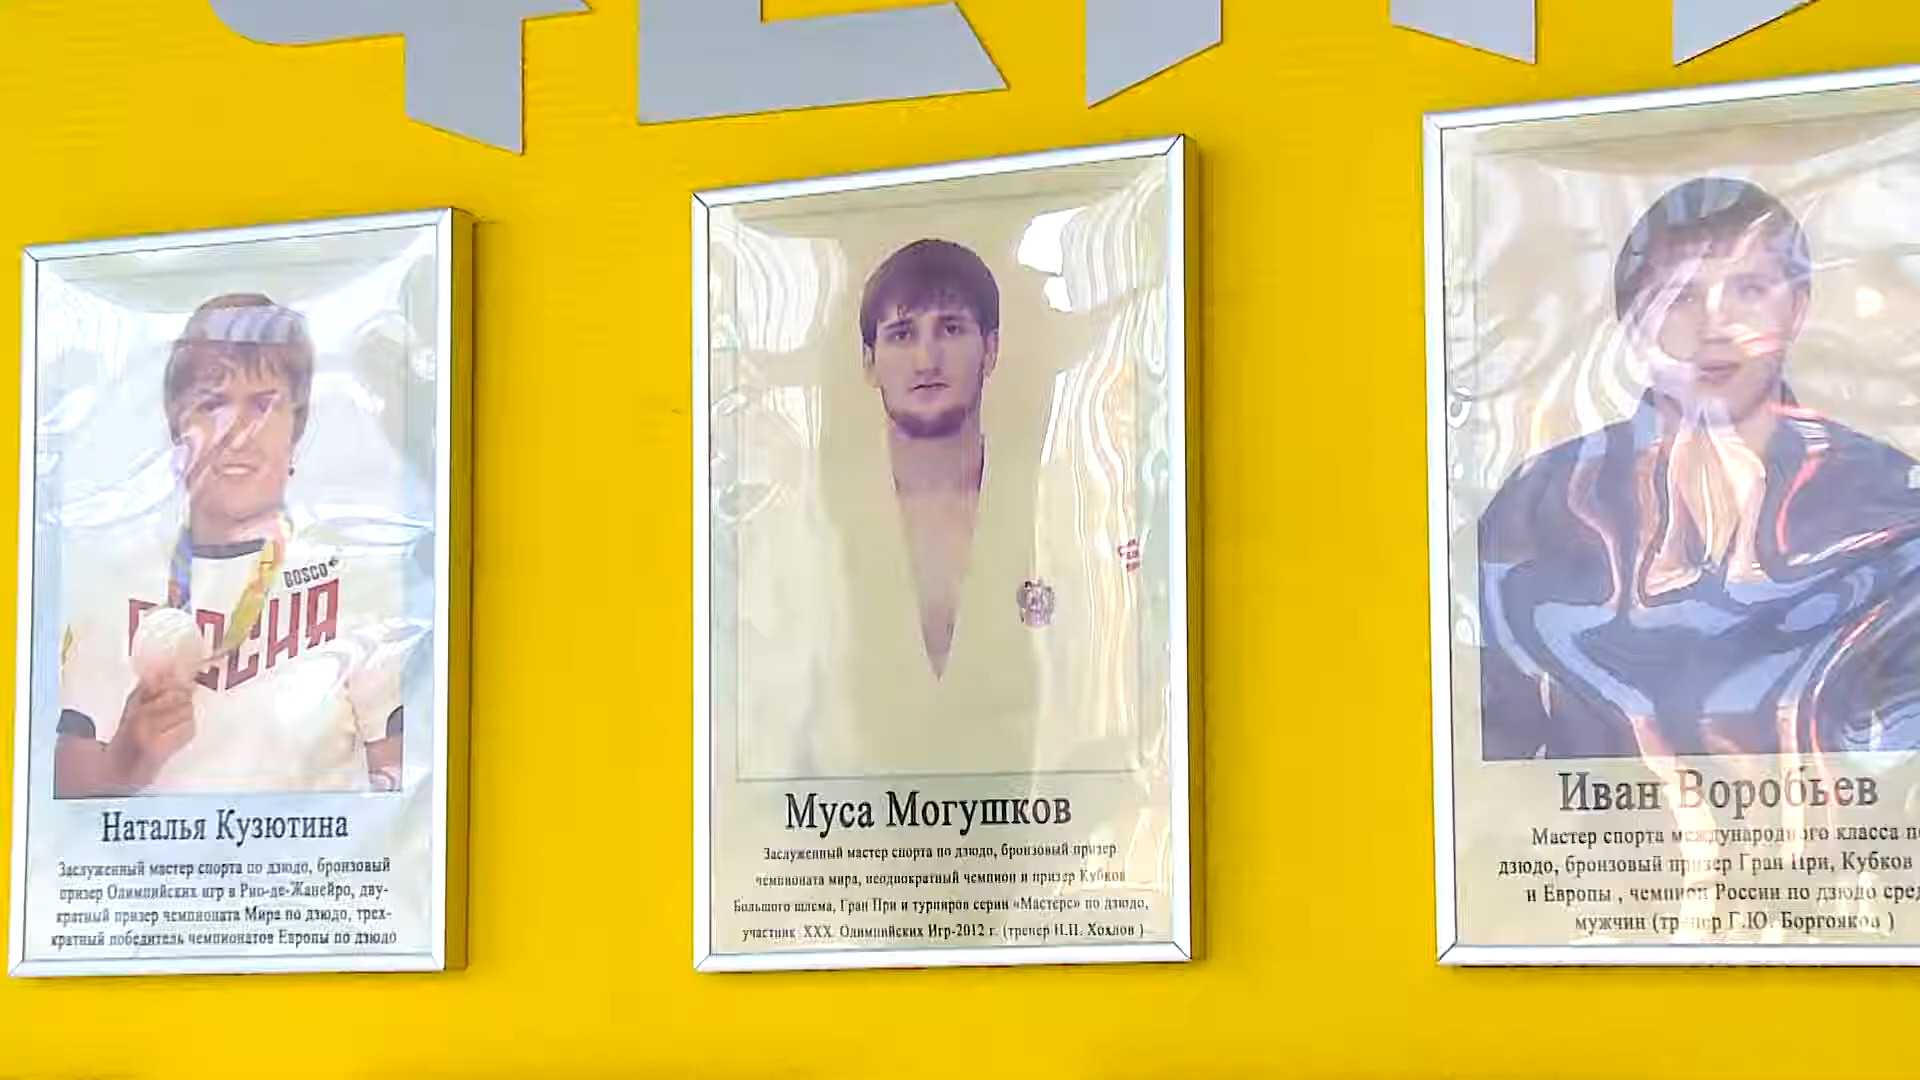 BOSCO
РОССИЯ
Наталья Кузютина
Заслуженный мастер спорта по дзюдо, бронзовый
призер Олимпийских игр в Рио-де-Жанейро, дву-
кратный призер чемпионата Мира по дзюдо, трех-
кратный победитель чемпионатов Европы по дзюдо
Муса Могушков
Заслуженный мастер спорта по дзюдо, бронзовый призер
чемпионата мира, неоднократный чемпион и призер Кубков
Большого шлема, Гран При и турниров серии «Мастерс» по дзюдо,
участник XXX Олимпийских Игр-2012 г. (тренер Н.П. Хохлов )
Иван Воробьев
Мастер спорта международного класса
дзюдо, бронзовый призер Гран При, Кубков
и Европы , чемпион России по дзюдо
мужчин (тренер Г.Ю. Боргояков )